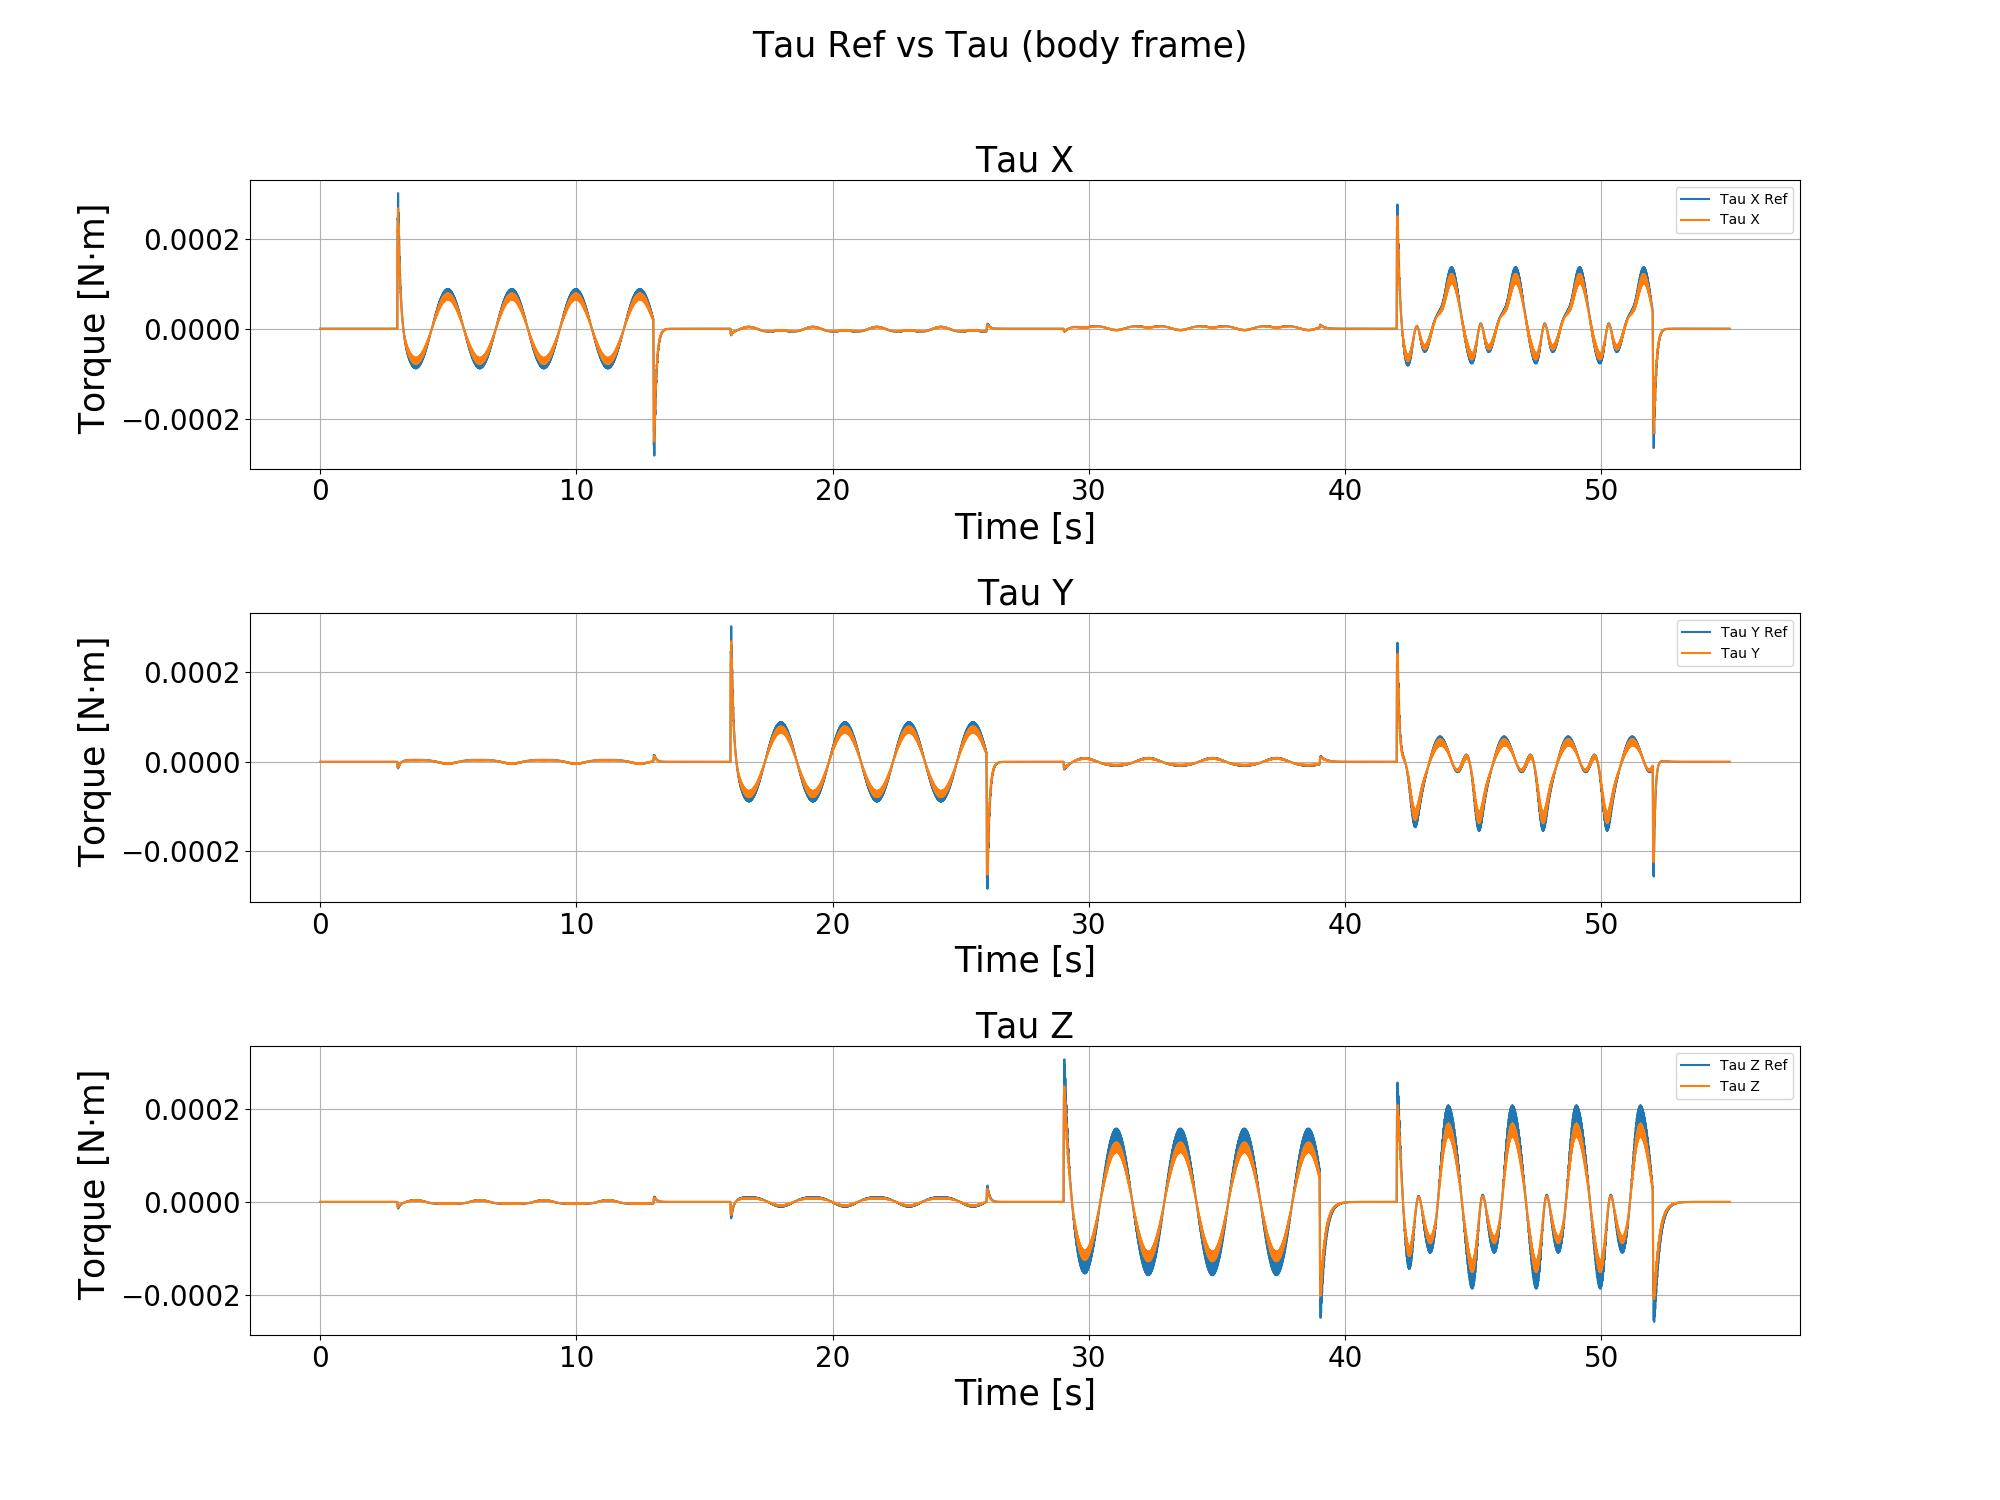 Tau Ref vs Tau (body frame)
Tau X
Torque [N·m]
0.0002
0.0000
−0.0002
Tau X Ref
Tau X
0 10 20 30 40 50
Time [s]
Tau Y
Torque [N·m]
0.0002
0.0000
−0.0002
Tau Y Ref
Tau Y
0 10 20 30 40 50
Time [s]
Tau Z
Torque [N·m]
0.0002
0.0000
−0.0002
Tau Z Ref
Tau Z
0 10 20 30 40 50
Time [s]